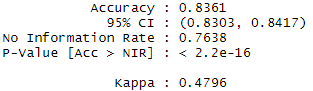 Accuracy : 0.8361
95% CI : (0.8303, 0.8417)
No Information Rate : 0.7638
P-Value [Acc > NIR] : < 2.2e-16
Kappa : 0.4796